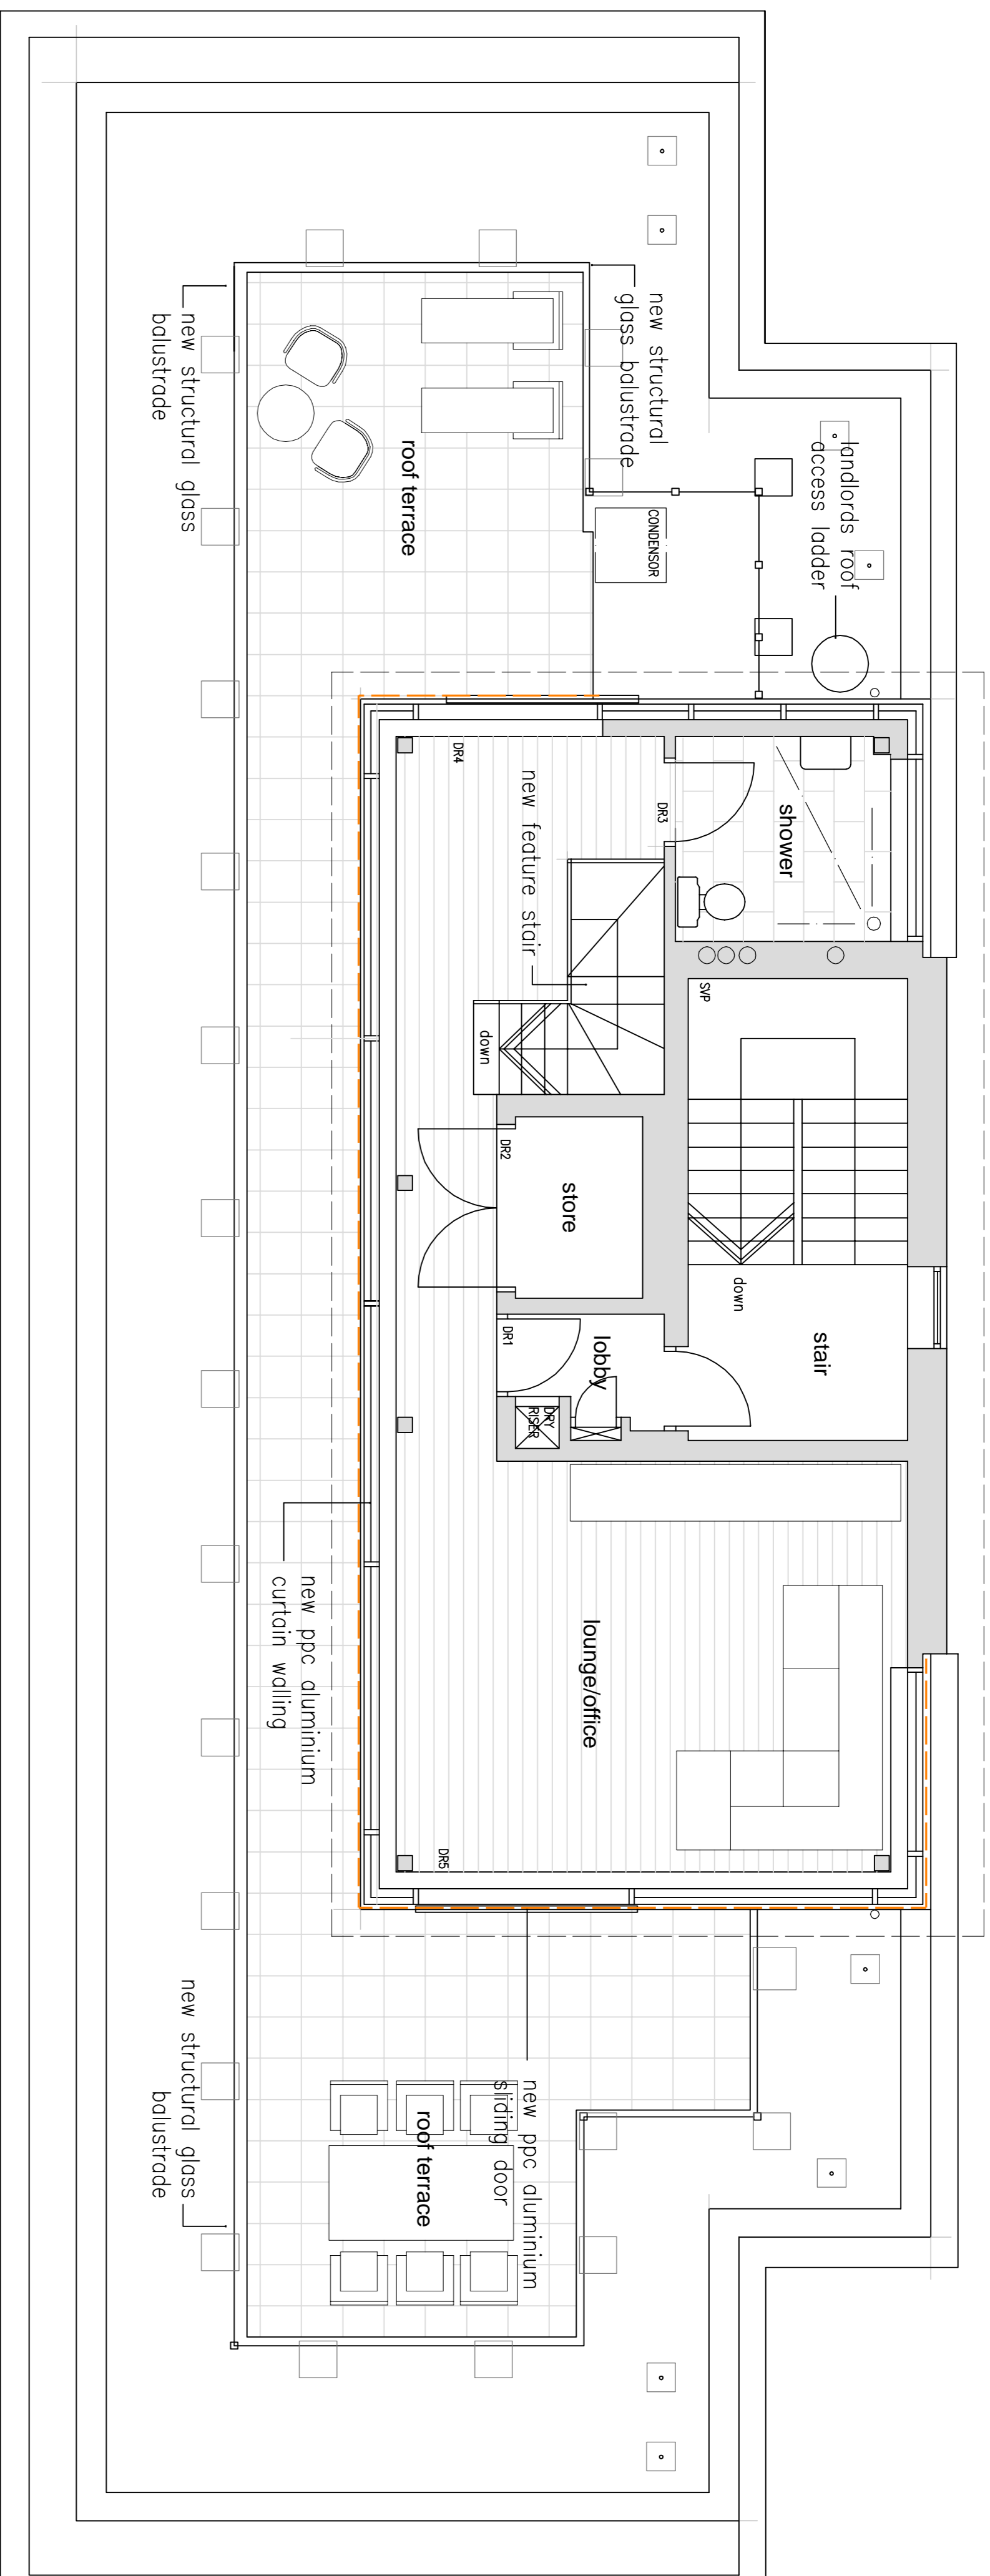 new structural
glass balustrade
landlords roof
access ladder
CONDENSOR
roof terrace
new structural glass
balustrade
shower
DR3
DR4
new feature stair
SVP
down
stair
down
DR2
store
DR1
lobby
DRY
RISER
lounge/office
new ppc aluminium
curtain walling
DR5
new ppc aluminium
sliding door
roof terrace
new structural glass
balustrade